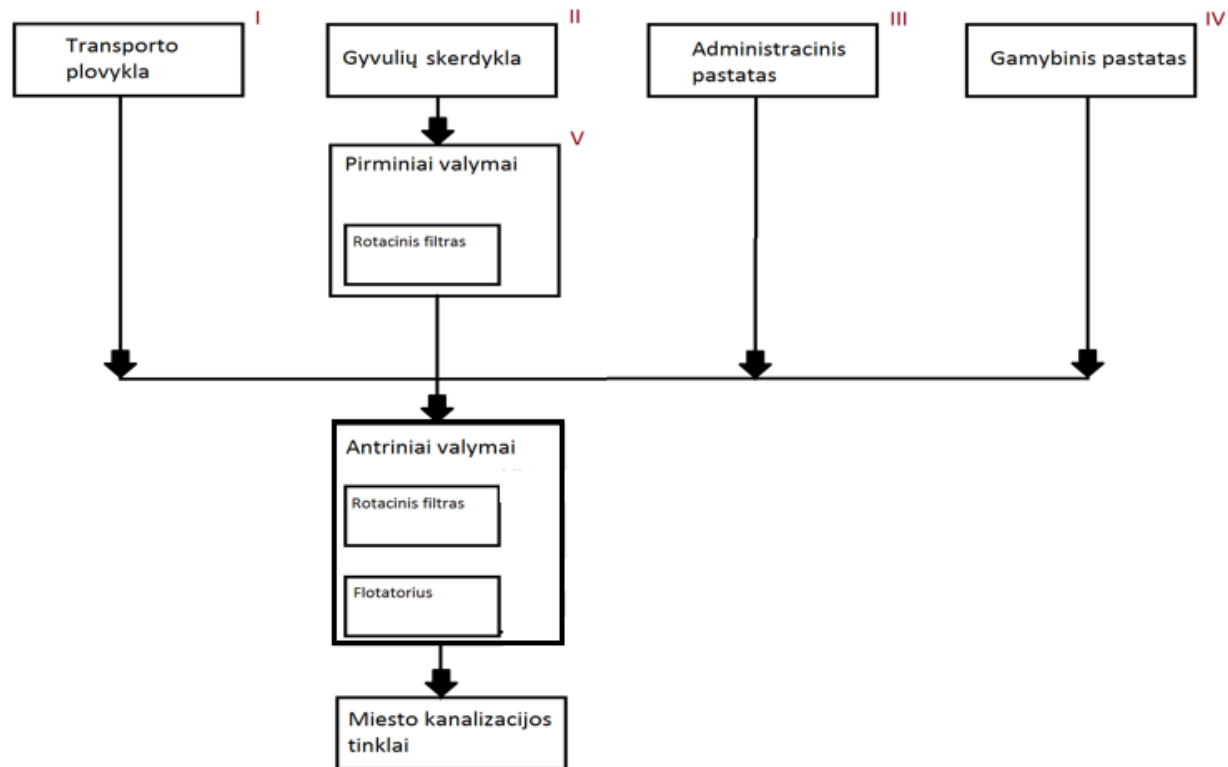 I
Transporto
plovykla
II
Gyvulių skerdykla
III
Administracinis
pastatas
IV
Gamybinis pastatas
V
Pirminiai valymai
Rotacinis filtras
Antriniai valymai
Rotacinis filtras
Flotatorius
Miesto kanalizacijos
tinklai